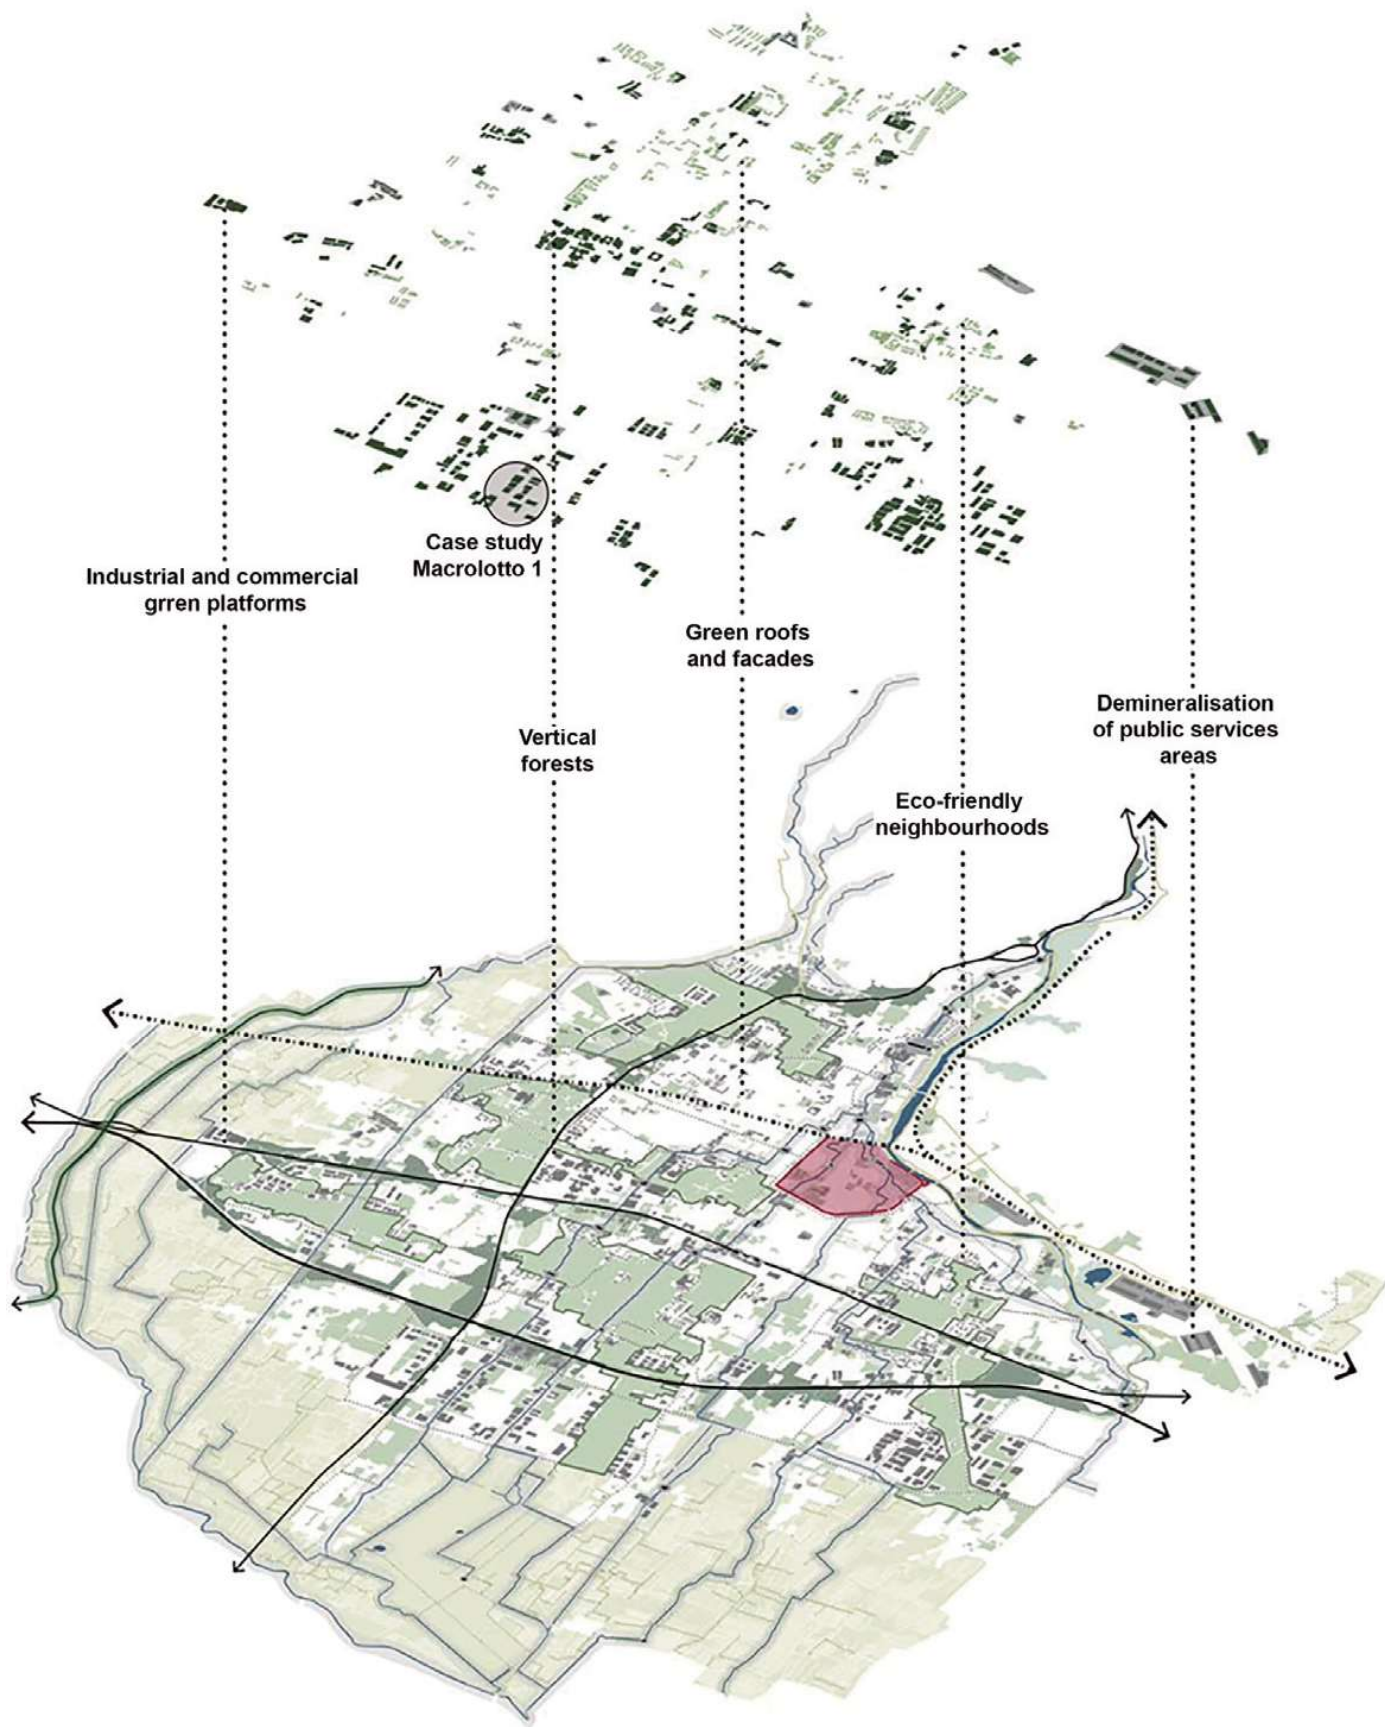 Case study
Macrolotto 1
Industrial and commercial
grren platforms
Green roofs
and facades
Vertical
forests
Demineralisation
of public services
areas
Eco-friendly
neighbourhoods